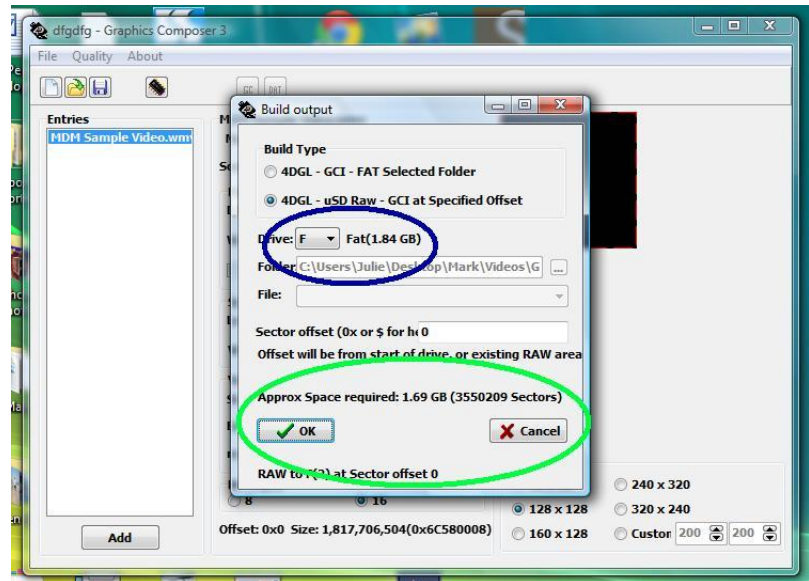 dfgdfg - Graphics Composer 3
File Quality About
GC DAT
Entries
MDM Sample Video.wmv
Add
Build output
Build Type
4DGL - GCI - FAT Selected Folder
4DGL - uSD Raw - GCI at Specified Offset
Drive: F Fat(1.84 GB)
Folder C:\Users\Julie\Desktop\Mark\Videos\G ...
File:
Sector offset (0x or $ for he 0
Offset will be from start of drive, or existing RAW area
Approx Space required: 1.69 GB (3550209 Sectors)
OK Cancel
at Sector offset 0
8 16
Offset: 0x0 Size: 1,817,706,504(0x6C580008)
240 x 320
128 x 128 320 x 240
160 x 128 Custon 200 200